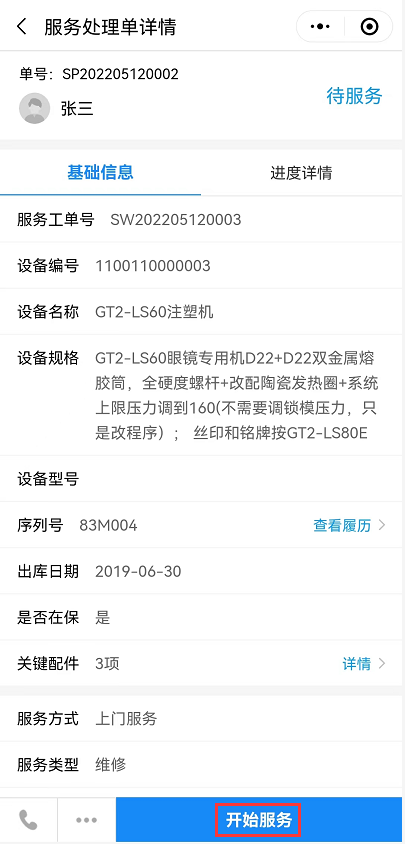 服务处理单详情
单号：SP202205120002
张三
待服务
基础信息 进度详情
服务工单号 SW202205120003
设备编号 1100110000003
设备名称 GT2-LS60注塑机
设备规格 GT2-LS60眼镜专用机D22+D22双金属熔
胶筒，全硬度螺杆+改配陶瓷发热圈+系统
上限压力调到160(不需要调锁模压力，只
是改程序）； 丝印和铭牌按GT2-LS80E
设备型号
序列号 83M004 查看履历
出库日期 2019-06-30
是否在保 是
关键配件 3项 详情
服务方式 上门服务
服务类型 维修
开始服务